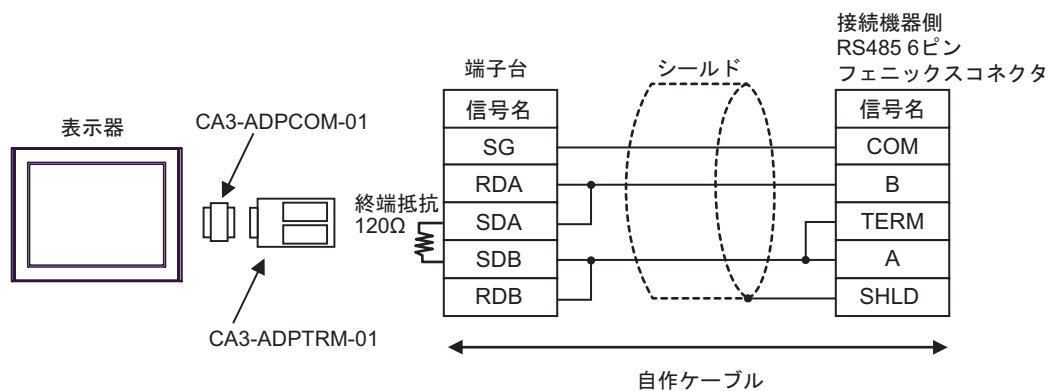 接続機器側
RS485 6ピン
フェニックスコネクタ
端子台
シールド
表示器
CA3-ADPCOM-01
CA3-ADPTRM-01
終端抵抗
120Ω
信号名
SG
RDA
SDA
SDB
RDB
信号名
COM
B
TERM
A
SHLD
自作ケーブル